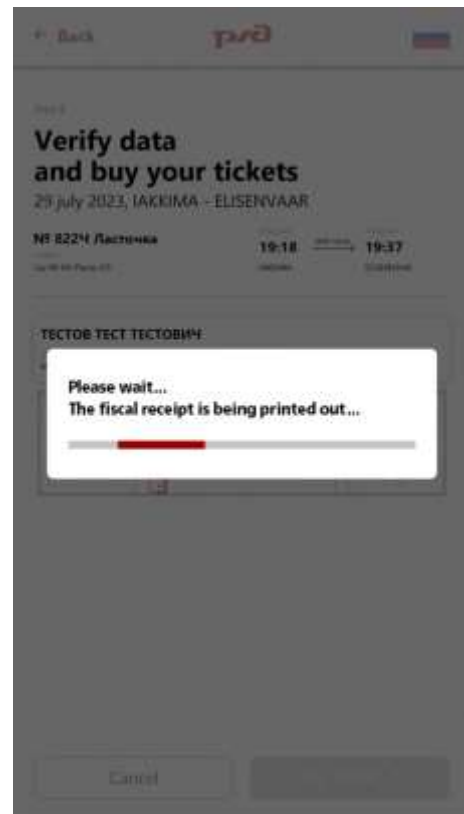 ← Back
pжд
Verify data
and buy your tickets
29 july 2023, IAKKIMA - ELISENVAAR
№ 822Ч Ласточка
19:18
19:37
ТЕСТОВ ТЕСТ ТЕСТОВИЧ
Please wait...
The fiscal receipt is being printed out...
Cancel